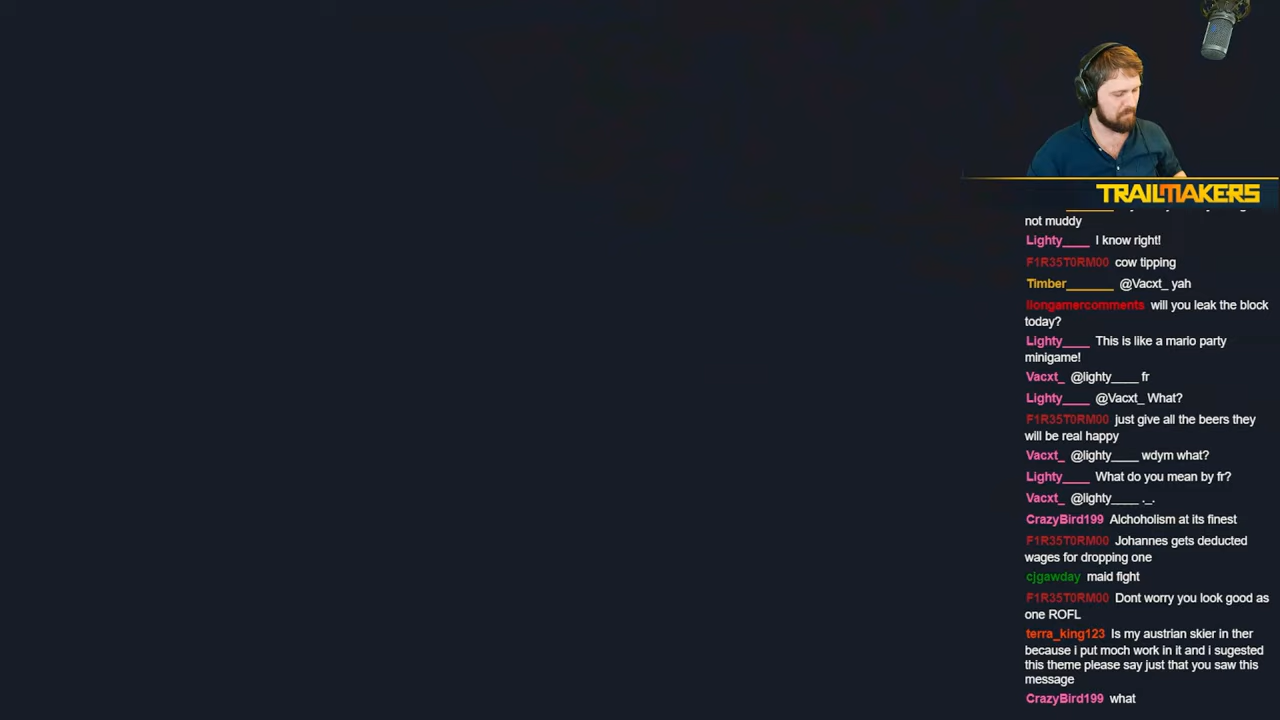 TRAILMAKERS
not muddy
Lighty____ I know right!
F1R35T0RM00 cow tipping
Timber_______ @Vacxt_ yah
liongamercomments will you leak the block
today?
Lighty____ This is like a mario party
minigame!
Vacxt_ @lighty____ fr
Lighty____ @Vacxt_ What?
F1R35T0RM00 just give all the beers they
will be real happy
Vacxt_ @lighty____ wdym what?
Lighty____ What do you mean by fr?
Vacxt_ @lighty____ ._.
CrazyBird199 Alchoholism at its finest
F1R35T0RM00 Johannes gets deducted
wages for dropping one
cjgawday maid fight
F1R35T0RM00 Dont worry you look good as
one ROFL
terra_king123 Is my austrian skier in ther
because i put moch work in it and i sugested
this theme please say just that you saw this
message
CrazyBird199 what